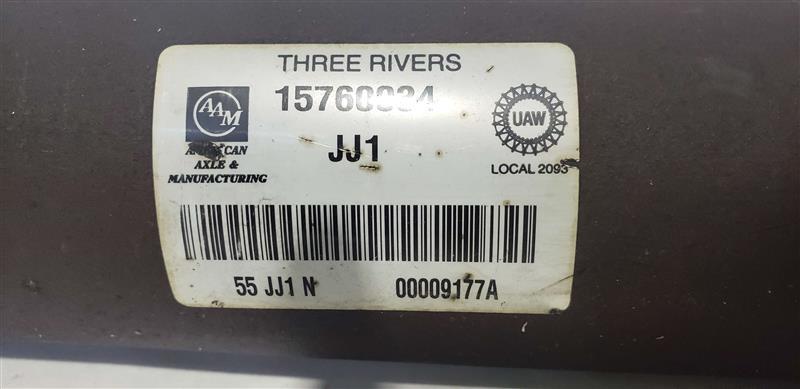 THREE RIVERS
AAM
JJ1
UAW
AXLE &
MANUFACTURING
LOCAL 2093
55 JJ1 N
00009177A